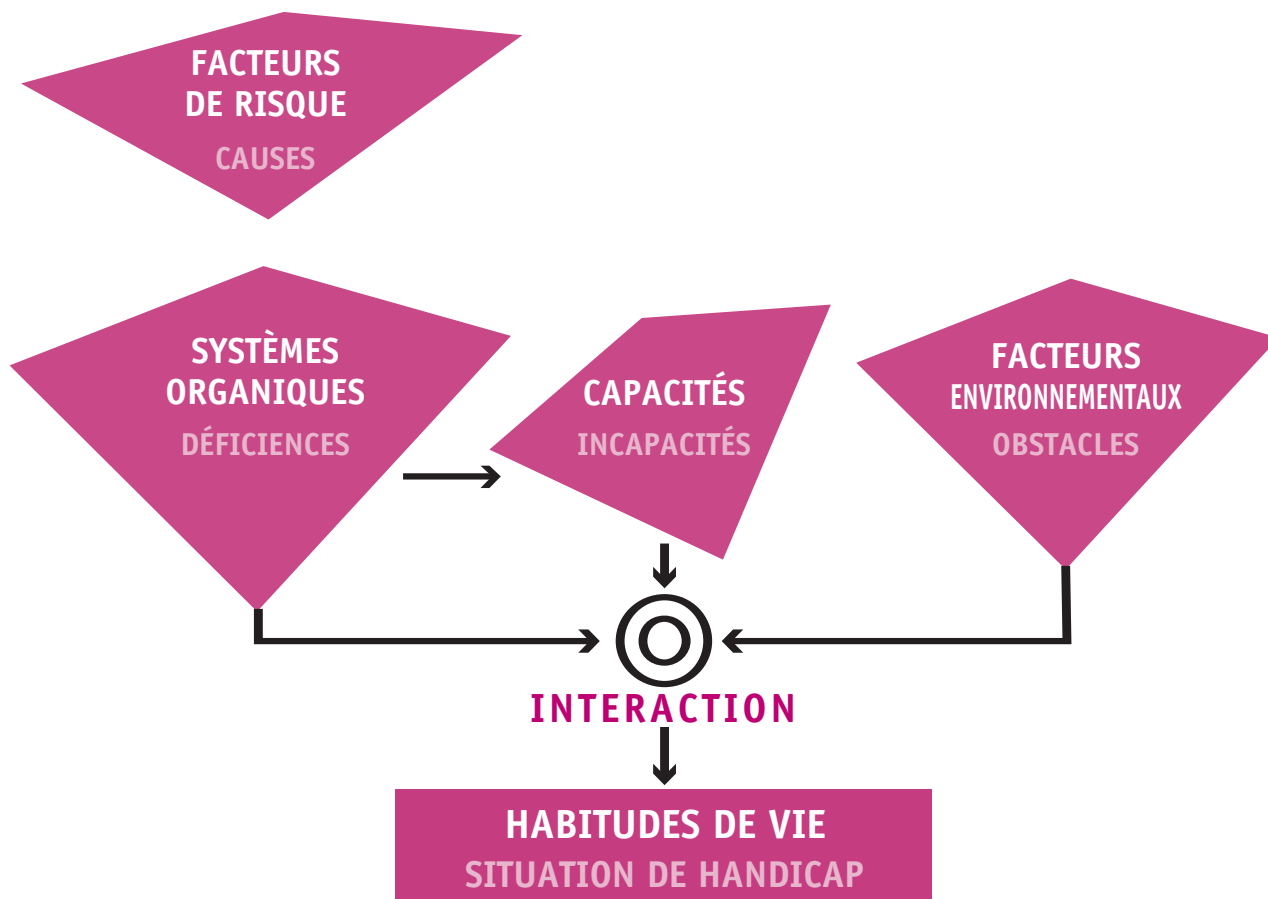 FACTEURS
DE RISQUE
CAUSES
SYSTÈMES
ORGANIQUES
DÉFICIENCES
CAPACITÉS
INCAPACITÉS
FACTEURS
ENVIRONNEMENTAUX
OBSTACLES
INTERACTION
HABITUDES DE VIE
SITUATION DE HANDICAP